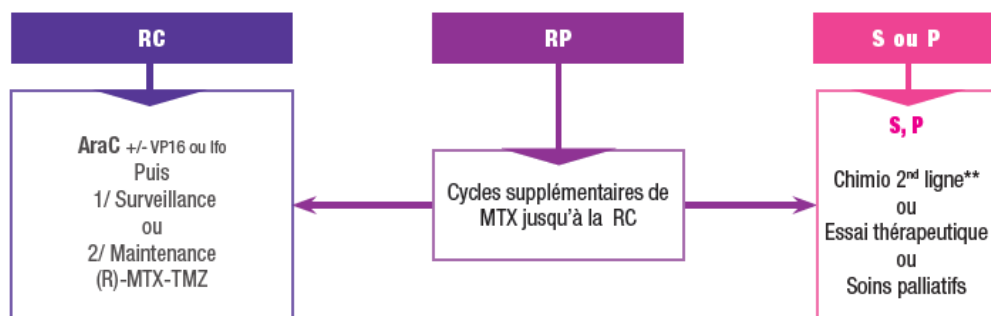 RC
AraC +/- VP16 ou Ifo
Puis
1/ Surveillance
ou
2/ Maintenance
(R)-MTX-TMZ
RP
Cycles supplémentaires de
MTX jusqu'à la RC
S ou P
S, P
Chimio 2nd ligne**
ou
Essai thérapeutique
ou
Soins palliatifs